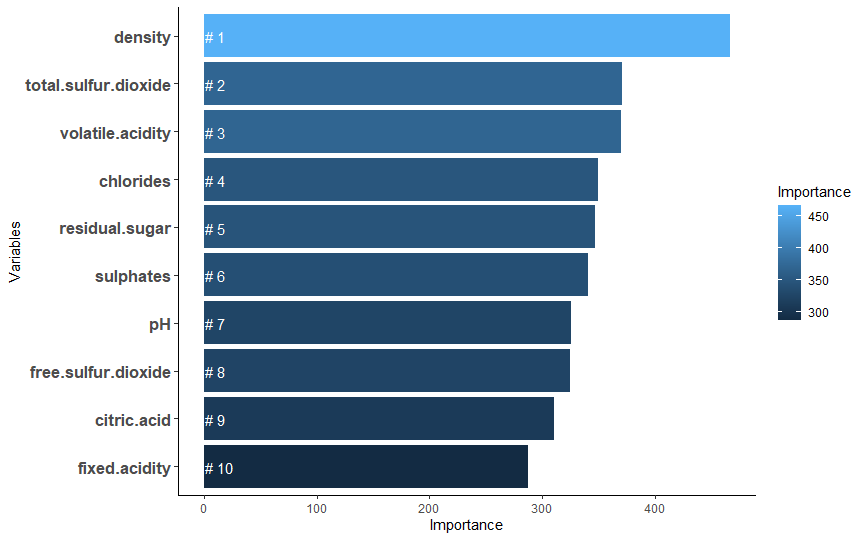 density # 1
total.sulfur.dioxide # 2
volatile.acidity # 3
chlorides # 4
residual.sugar # 5
sulphates # 6
pH # 7
free.sulfur.dioxide # 8
citric.acid # 9
fixed.acidity # 10
Variables
0 100 200 300 400
Importance
Importance
450
400
350
300